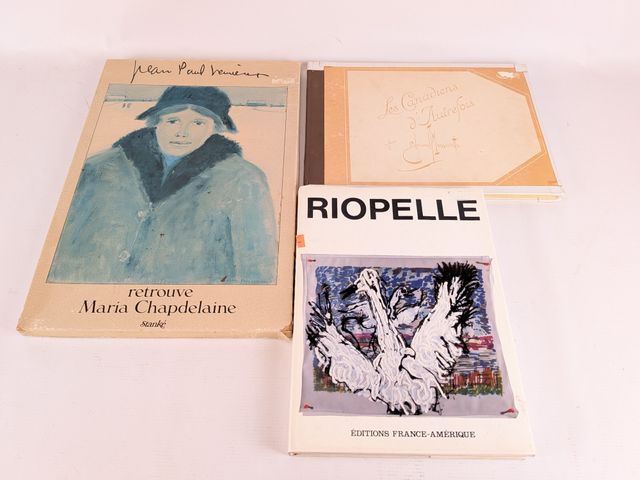 Jean Paul Lemieux
retrouve
Maria Chapdelaine
stanké
Les Canadiens
d'Autrefois
RIOPELLE
ÉDITIONS FRANCE-AMÉRIQUE